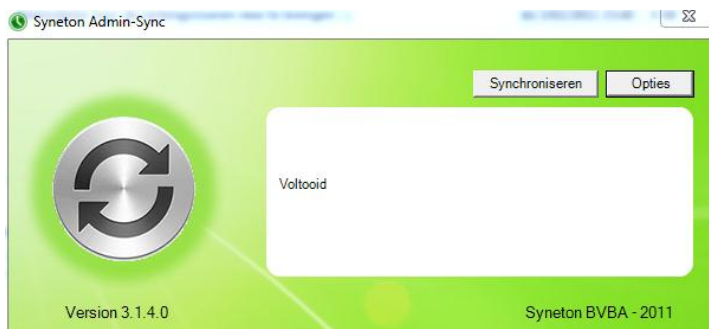 Syneton Admin-Sync
Synchroniseren Opties
Voltooid
Version 3.1.4.0 Syneton BVBA - 2011